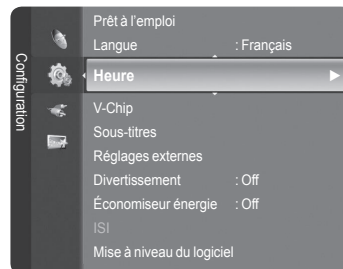 Configuration
Prêt à l'emploi
Langue : Français
Heure
V-Chip
Sous-titres
Réglages externes
Divertissement : Off
Économiseur énergie : Off
ISI
Mise à niveau du logiciel